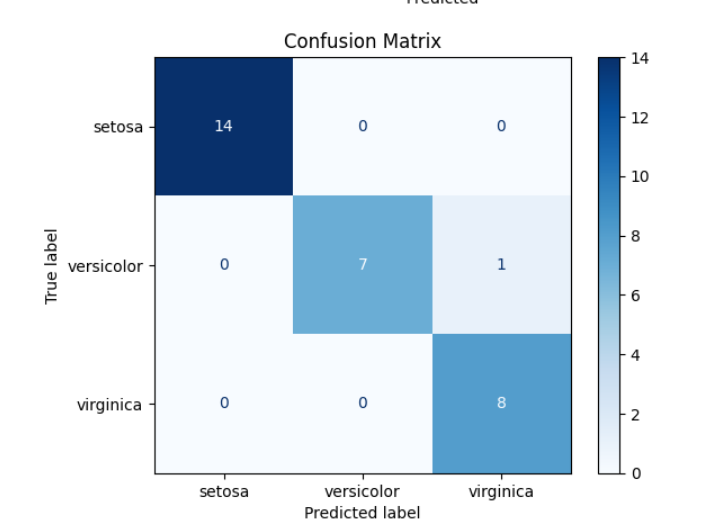 Predicted
Confusion Matrix
14
setosa 14 0 0
12
10
True label
versicolor 0 7 1
8
6
4
virginica 0 0 8
2
0
setosa versicolor virginica
Predicted label